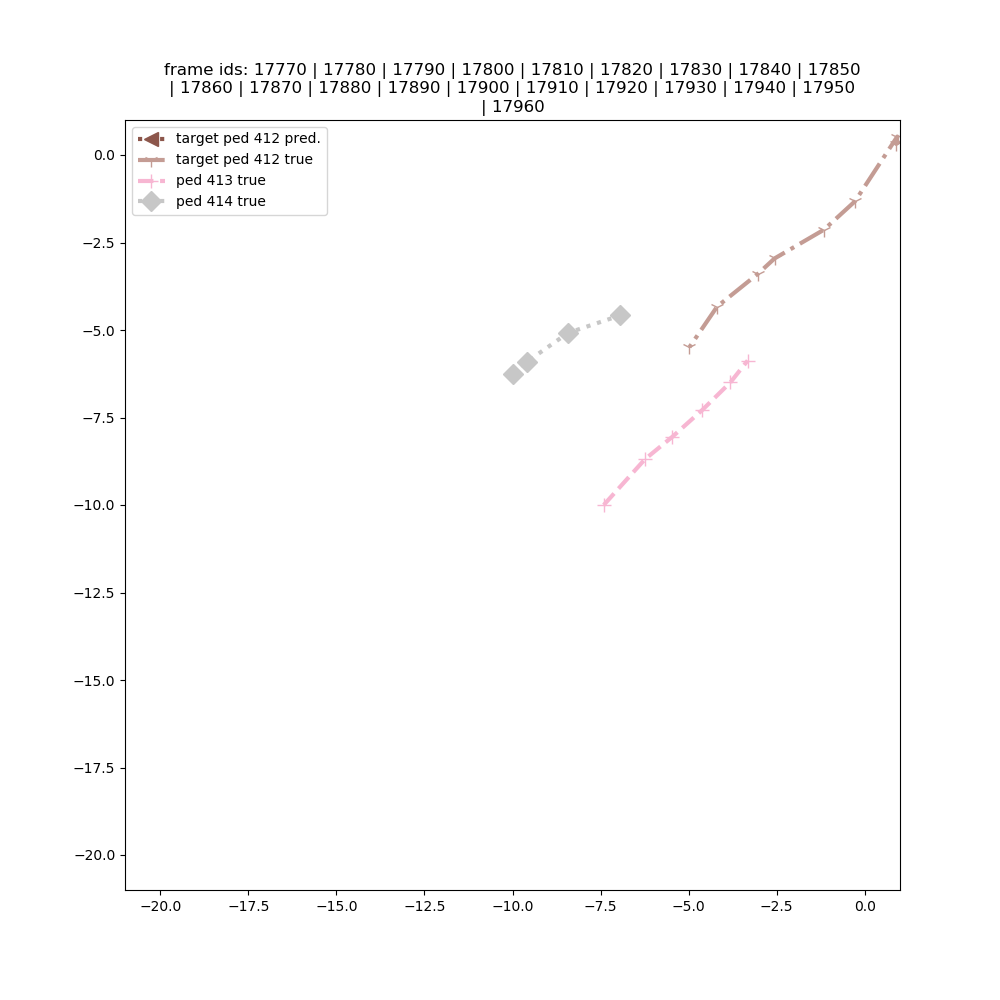 frame ids: 17770 | 17780 | 17790 | 17800 | 17810 | 17820 | 17830 | 17840 | 17850
| 17860 | 17870 | 17880 | 17890 | 17900 | 17910 | 17920 | 17930 | 17940 | 17950
| 17960
target ped 412 pred.
target ped 412 true
ped 413 true
ped 414 true
0.0
−2.5
−5.0
−7.5
−10.0
−12.5
−15.0
−17.5
−20.0
−20.0 −17.5 −15.0 −12.5 −10.0 −7.5 −5.0 −2.5 0.0